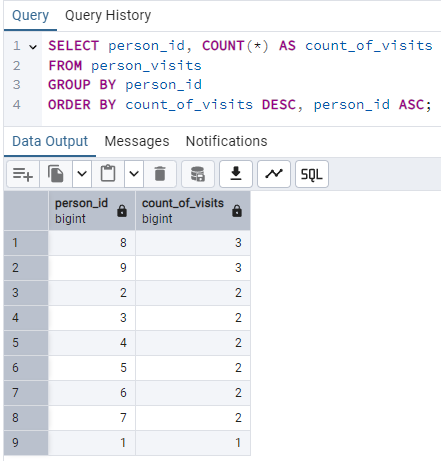 Query Query History
1 SELECT person_id, COUNT(*) AS count_of_visits
2 FROM person_visits
3 GROUP BY person_id
4 ORDER BY count_of_visits DESC, person_id ASC;
Data Output Messages Notifications
SQL
person_id count_of_visits
bigint bigint
1 8 3
2 9 3
3 2 2
4 3 2
5 4 2
6 5 2
7 6 2
8 7 2
9 1 1